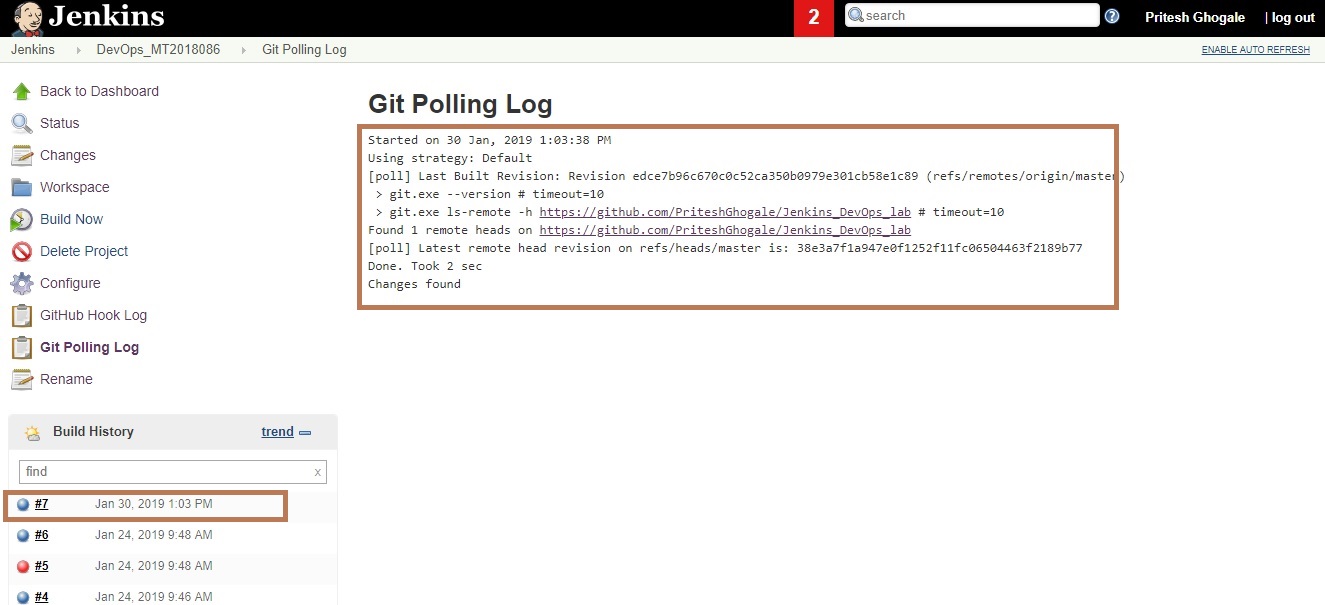 Jenkins
2
search
Pritesh Ghogale
| log out
Jenkins DevOps_MT2018086 Git Polling Log
ENABLE AUTO REFRESH
Back to Dashboard
Status
Changes
Workspace
Build Now
Delete Project
Configure
GitHub Hook Log
Git Polling Log
Rename
Build History
trend
find
x
#7 Jan 30, 2019 1:03 PM
#6 Jan 24, 2019 9:48 AM
#5 Jan 24, 2019 9:48 AM
#4 Jan 24, 2019 9:46 AM
Git Polling Log
Started on 30 Jan, 2019 1:03:38 PM
Using strategy: Default
[poll] Last Built Revision: Revision edce7b96c670c0c52ca350b0979e301cb58e1c89 (refs/remotes/origin/master)
> git.exe --version # timeout=10
> git.exe ls-remote -h https://github.com/PriteshGhogale/Jenkins_DevOps_lab # timeout=10
Found 1 remote heads on https://github.com/PriteshGhogale/Jenkins_DevOps_lab
[poll] Latest remote head revision on refs/heads/master is: 38e3a7f1a947e0f1252f11fc06504463f2189b77
Done. Took 2 sec
Changes found